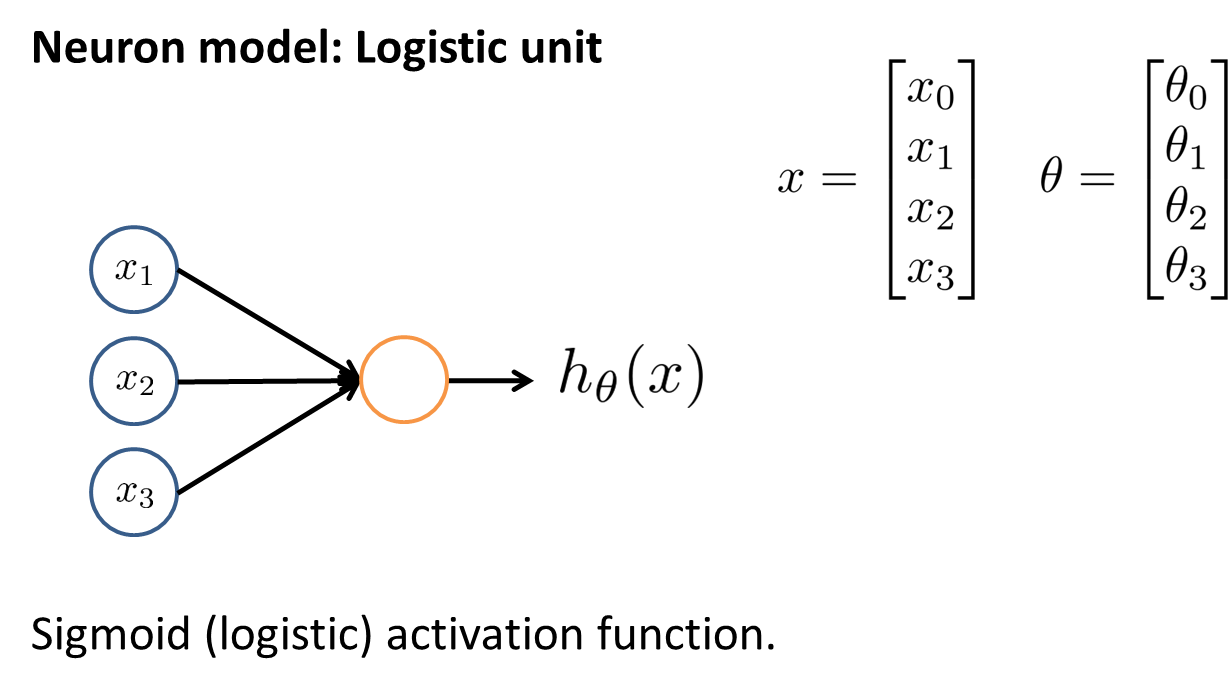 Neuron model: Logistic unit
x = [x₀ x₁ x₂ x₃] θ = [θ₀ θ₁ θ₂ θ₃]
x₁
x₂
h_θ(x)
x₃
Sigmoid (logistic) activation function.